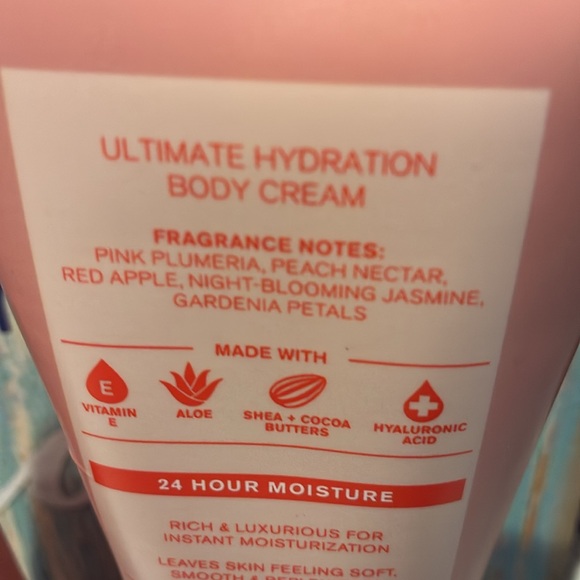 ULTIMATE HYDRATION
BODY CREAM
FRAGRANCE NOTES:
PINK PLUMERIA, PEACH NECTAR,
RED APPLE, NIGHT-BLOOMING JASMINE,
GARDENIA PETALS
MADE WITH
E
VITAMIN
E
ALOE
SHEA + COCOA
BUTTERS
HYALURONIC
ACID
24 HOUR MOISTURE
RICH & LUXURIOUS FOR
INSTANT MOISTURIZATION
LEAVES SKIN FEELING SOFT,
SMOOTH &